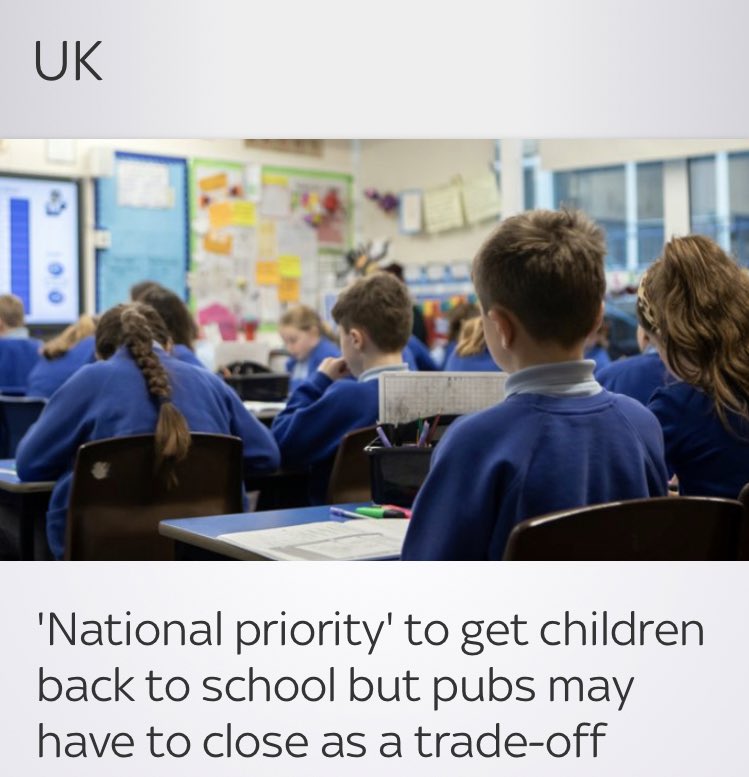 UK
'National priority' to get children
back to school but pubs may
have to close as a trade-off